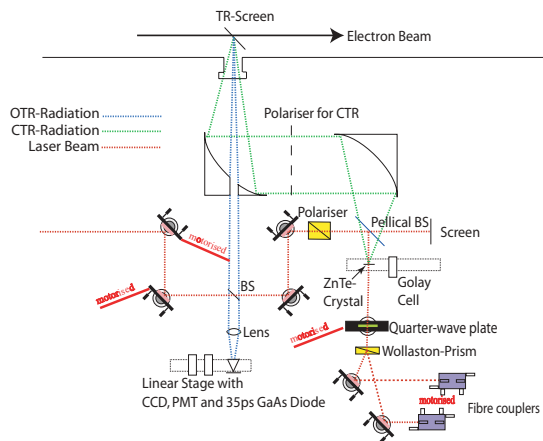 TR-Screen
Electron Beam
Polariser for CTR
OTR-Radiation
CTR-Radiation
Laser Beam
Polariser
Pellical BS
Screen
motorised
motorised
BS
ZnTe-
Crystal
Golay
Cell
motorised
Lens
Quarter-wave plate
Wollaston-Prism
Linear Stage with
CCD, PMT and 35ps GaAs Diode
motorised
Fibre couplers